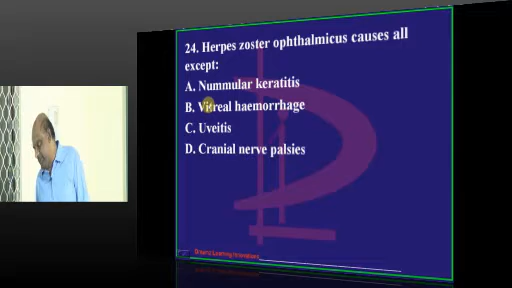 24. Herpes zoster ophthalmicus causes all
except:
A. Nummular keratitis
B. Vitreal haemorrhage
C. Uveitis
D. Cranial nerve palsies